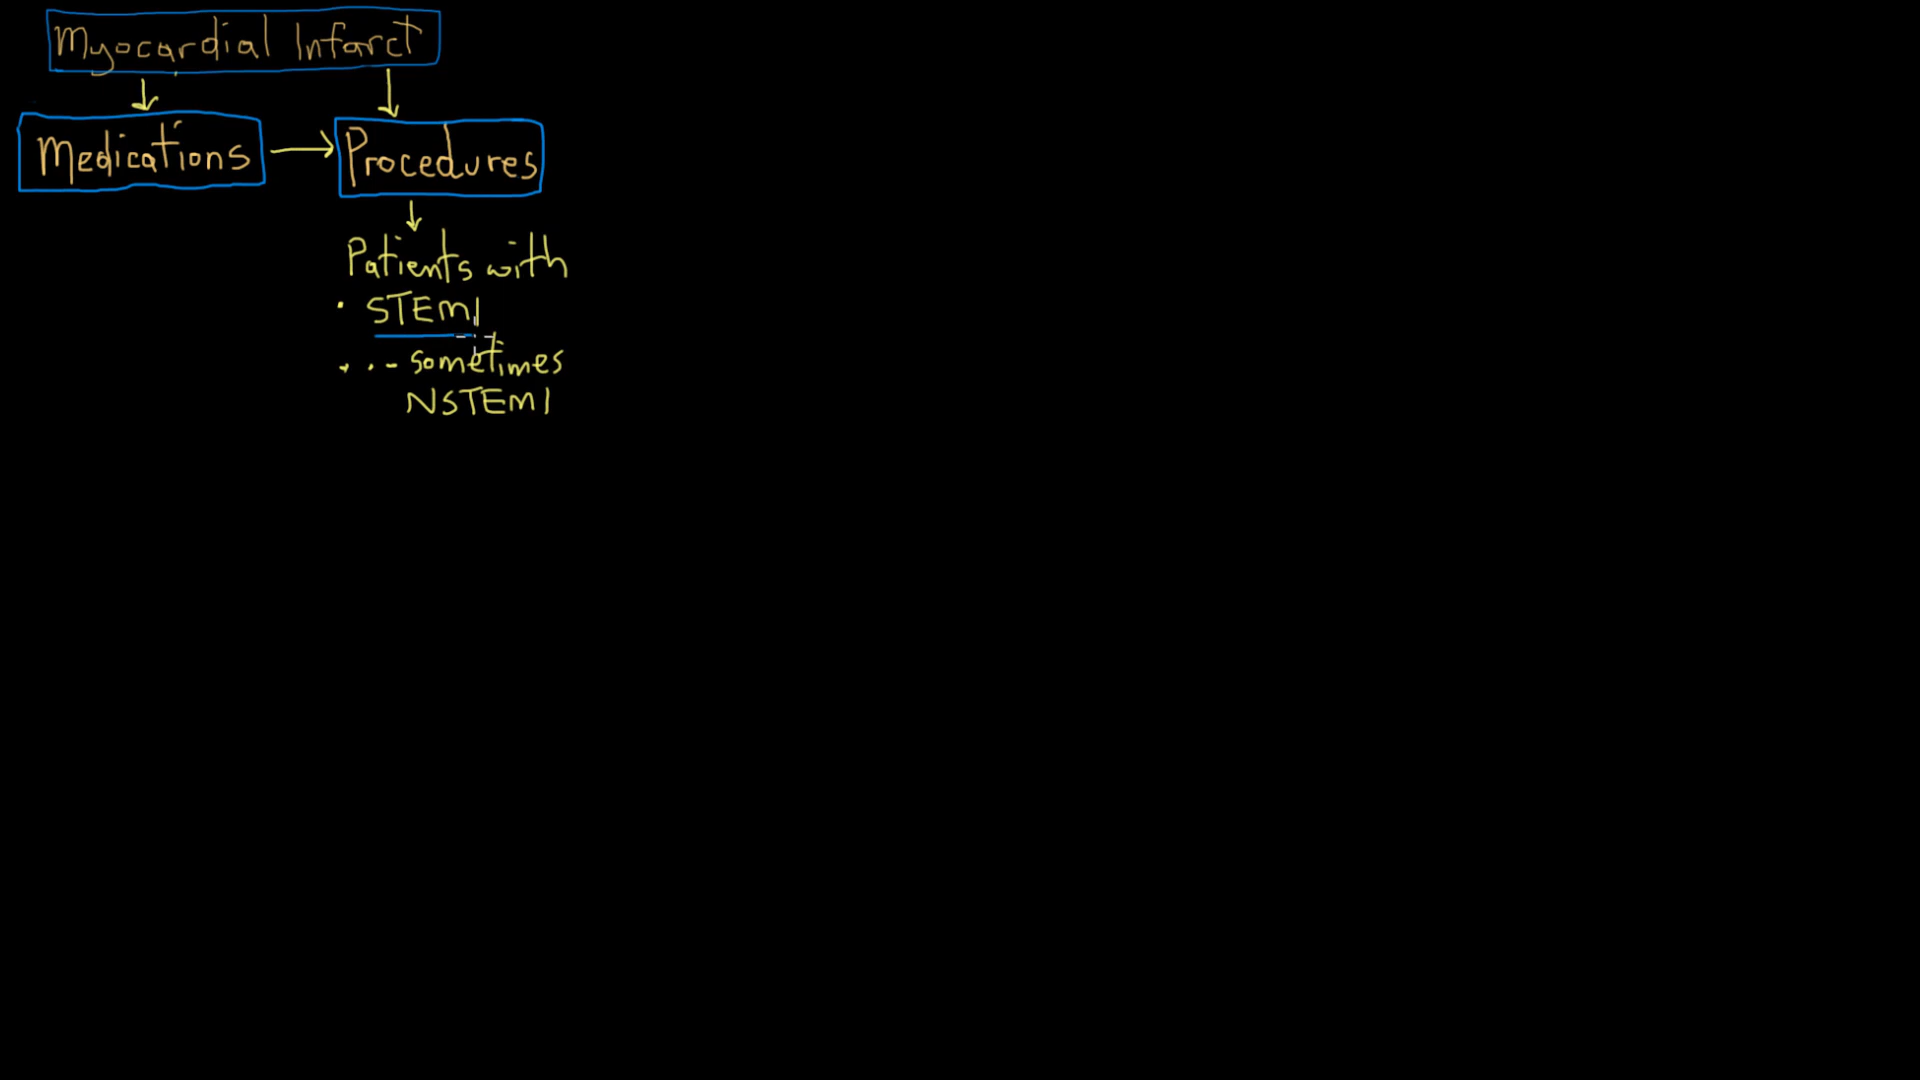 Myocardial Infarct
Medications
Procedures
Patients with
· STEMI
· ·- sometimes
NSTEMI